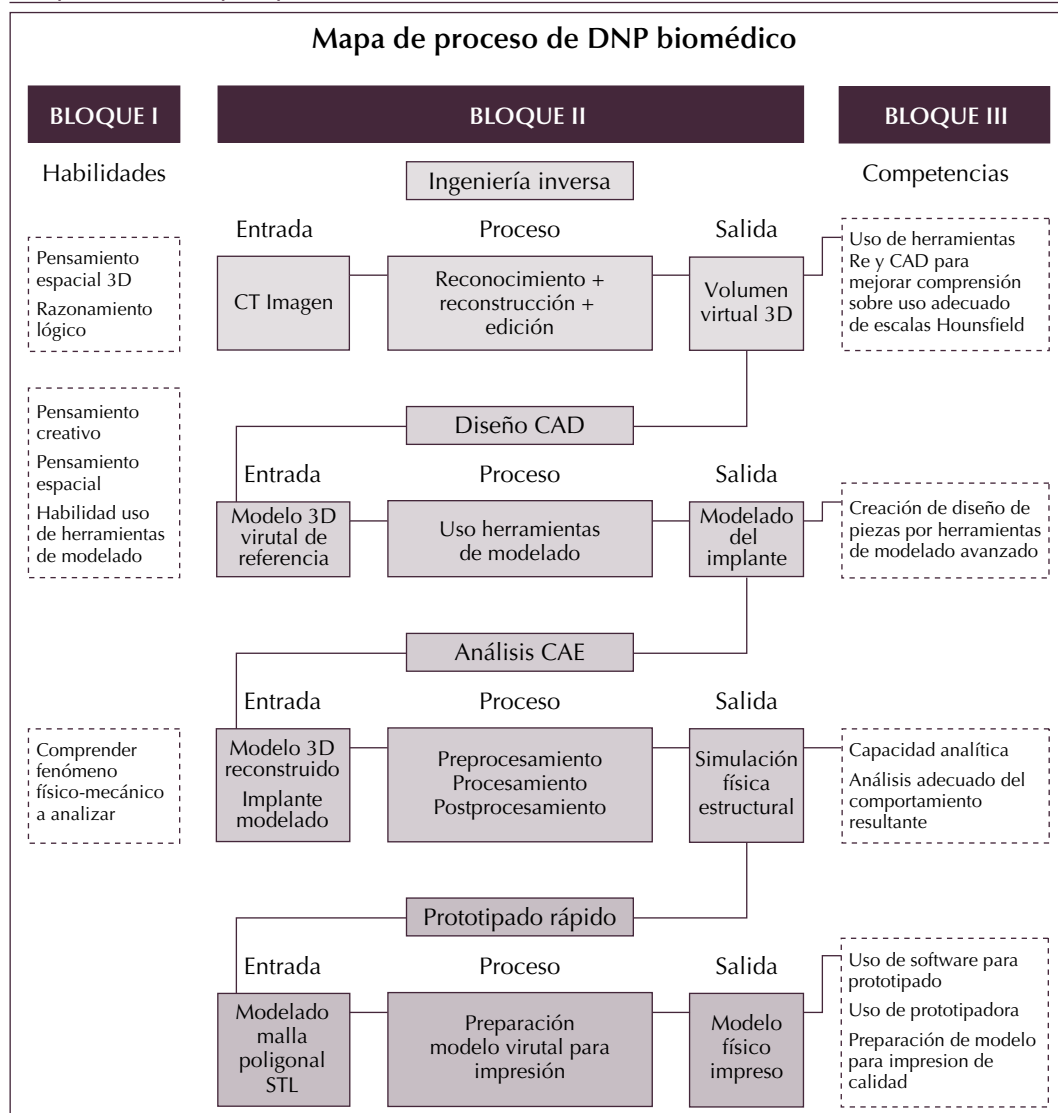 Mapa de proceso de DNP biomédico
BLOQUE I
BLOQUE II
BLOQUE III
Habilidades
Ingeniería inversa
Competencias
Entrada
Proceso
Salida
Pensamiento
espacial 3D
Razonamiento
lógico
CT Imagen
Reconocimiento +
reconstrucción +
edición
Volumen
virtual 3D
Uso de herramientas
Re y CAD para
mejorar comprensión
sobre uso adecuado
de escalas Hounsfield
Diseño CAD
Pensamiento
creativo
Pensamiento
espacial
Habilidad uso
de herramientas
de modelado
Entrada
Proceso
Salida
Modelo 3D
virutal de
referencia
Uso herramientas
de modelado
Modelado
del
implante
Creación de diseño de
piezas por herramientas
de modelado avanzado
Análisis CAE
Entrada
Proceso
Salida
Comprender
fenómeno
físico-mecánico
a analizar
Modelo 3D
reconstruido
Implante
modelado
Preprocesamiento
Procesamiento
Postprocesamiento
Simulación
física
estructural
Capacidad analítica
Análisis adecuado del
comportamiento
resultante
Prototipado rápido
Entrada
Proceso
Salida
Modelado
malla
poligonal
STL
Preparación
modelo virutal para
impresión
Modelo
físico
impreso
Uso de software para
prototipado
Uso de prototipadora
Preparación de modelo
para impresion de
calidad